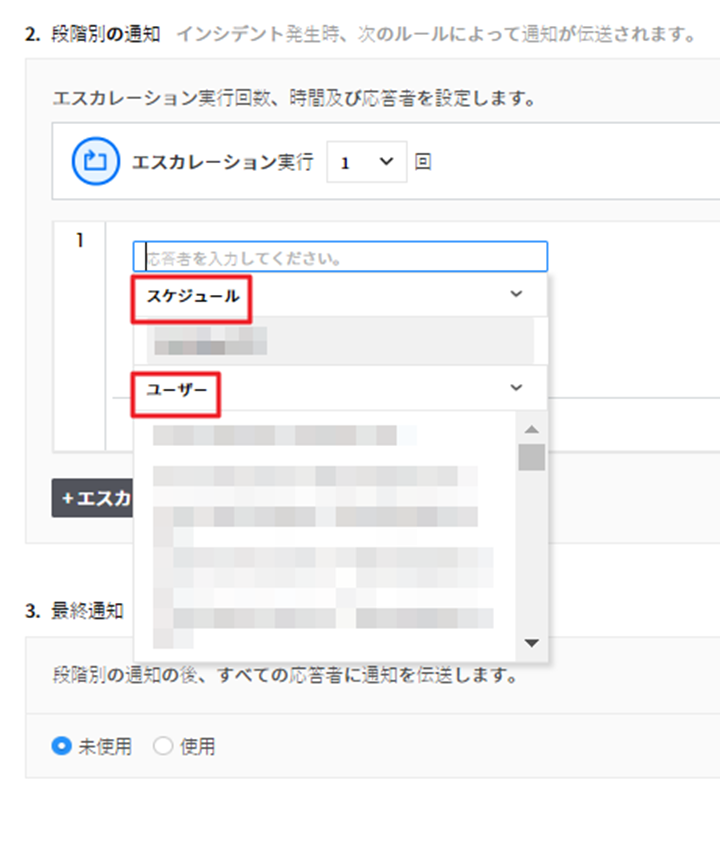 2. 段階別の通知 インシデント発生時、次のルールによって通知が伝送されます。
エスカレーション実行回数、時間及び応答者を設定します。
エスカレーション実行 1 回
1
応答者を入力してください。
スケジュール
ユーザー
+エスカ
3. 最終通知
段階別の通知の後、すべての応答者に通知を伝送します。
未使用 使用